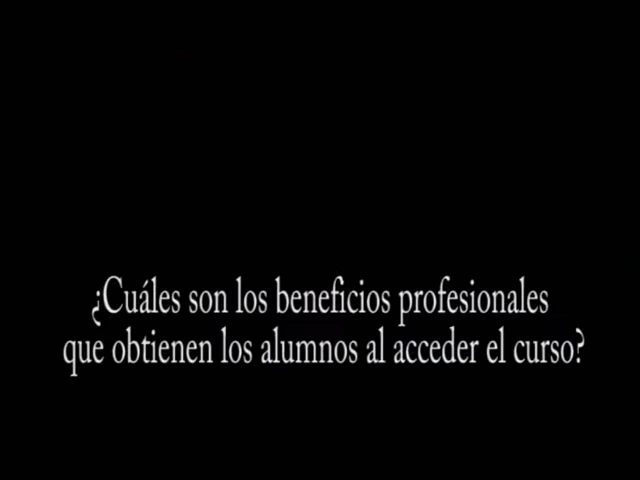 ¿Cuáles son los beneficios profesionales
que obtienen los alumnos al acceder el curso?